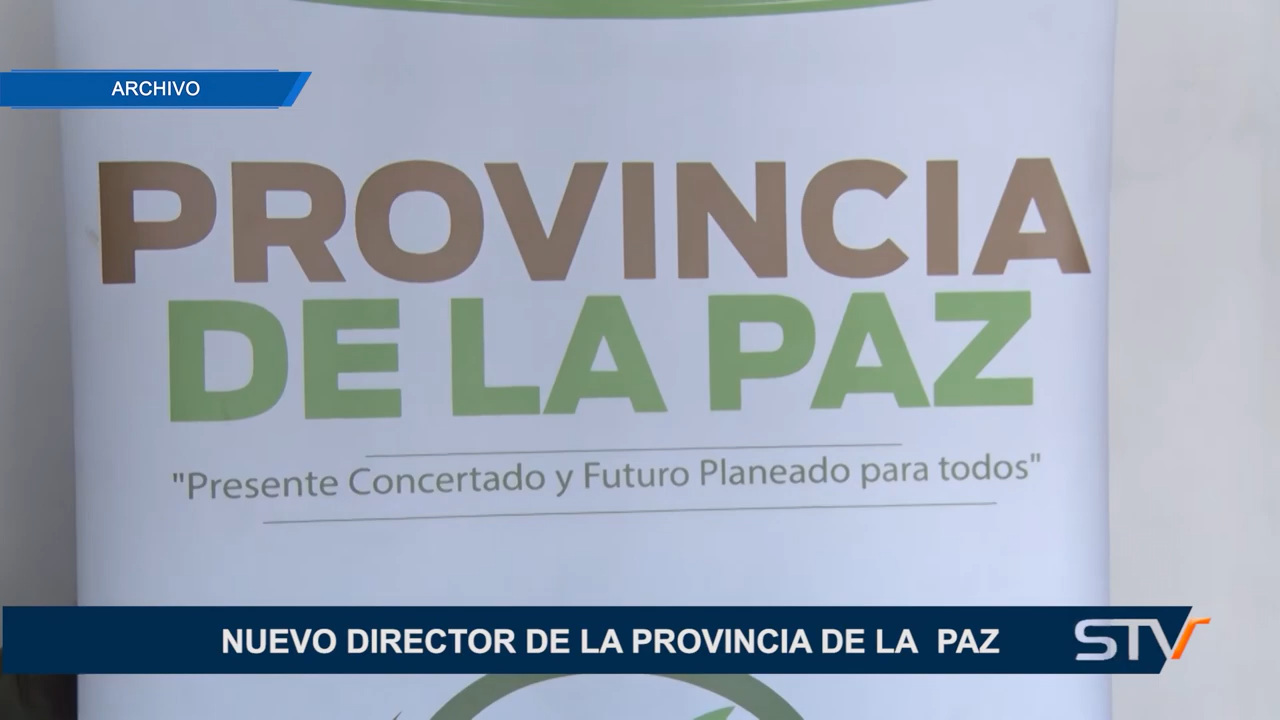 ARCHIVO
PROVINCIA
DE LA PAZ
"Presente Concertado y Futuro Planeado para todos"
NUEVO DIRECTOR DE LA PROVINCIA DE LA  PAZ
STV